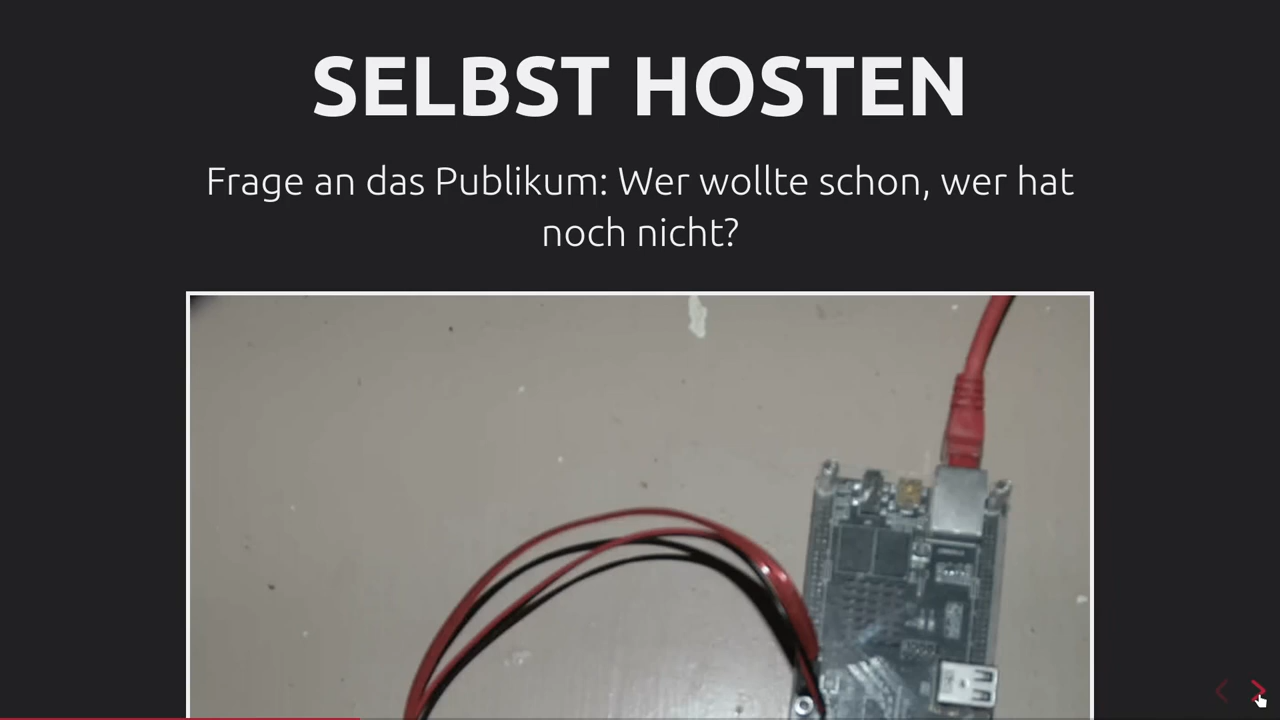 SELBST HOSTEN
Frage an das Publikum: Wer wollte schon, wer hat
noch nicht?